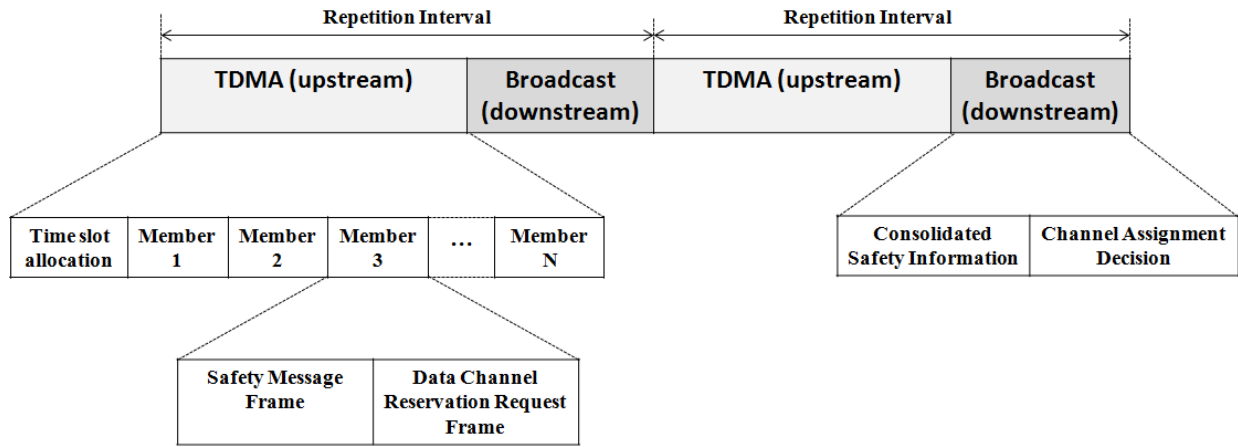 Repetition Interval
Repetition Interval
TDMA (upstream)
Broadcast
(downstream)
TDMA (upstream)
Broadcast
(downstream)
Time slot
allocation
Member
1
Member
2
Member
3
...
Member
N
Consolidated
Safety Information
Channel Assignment
Decision
Safety Message
Frame
Data Channel
Reservation Request
Frame